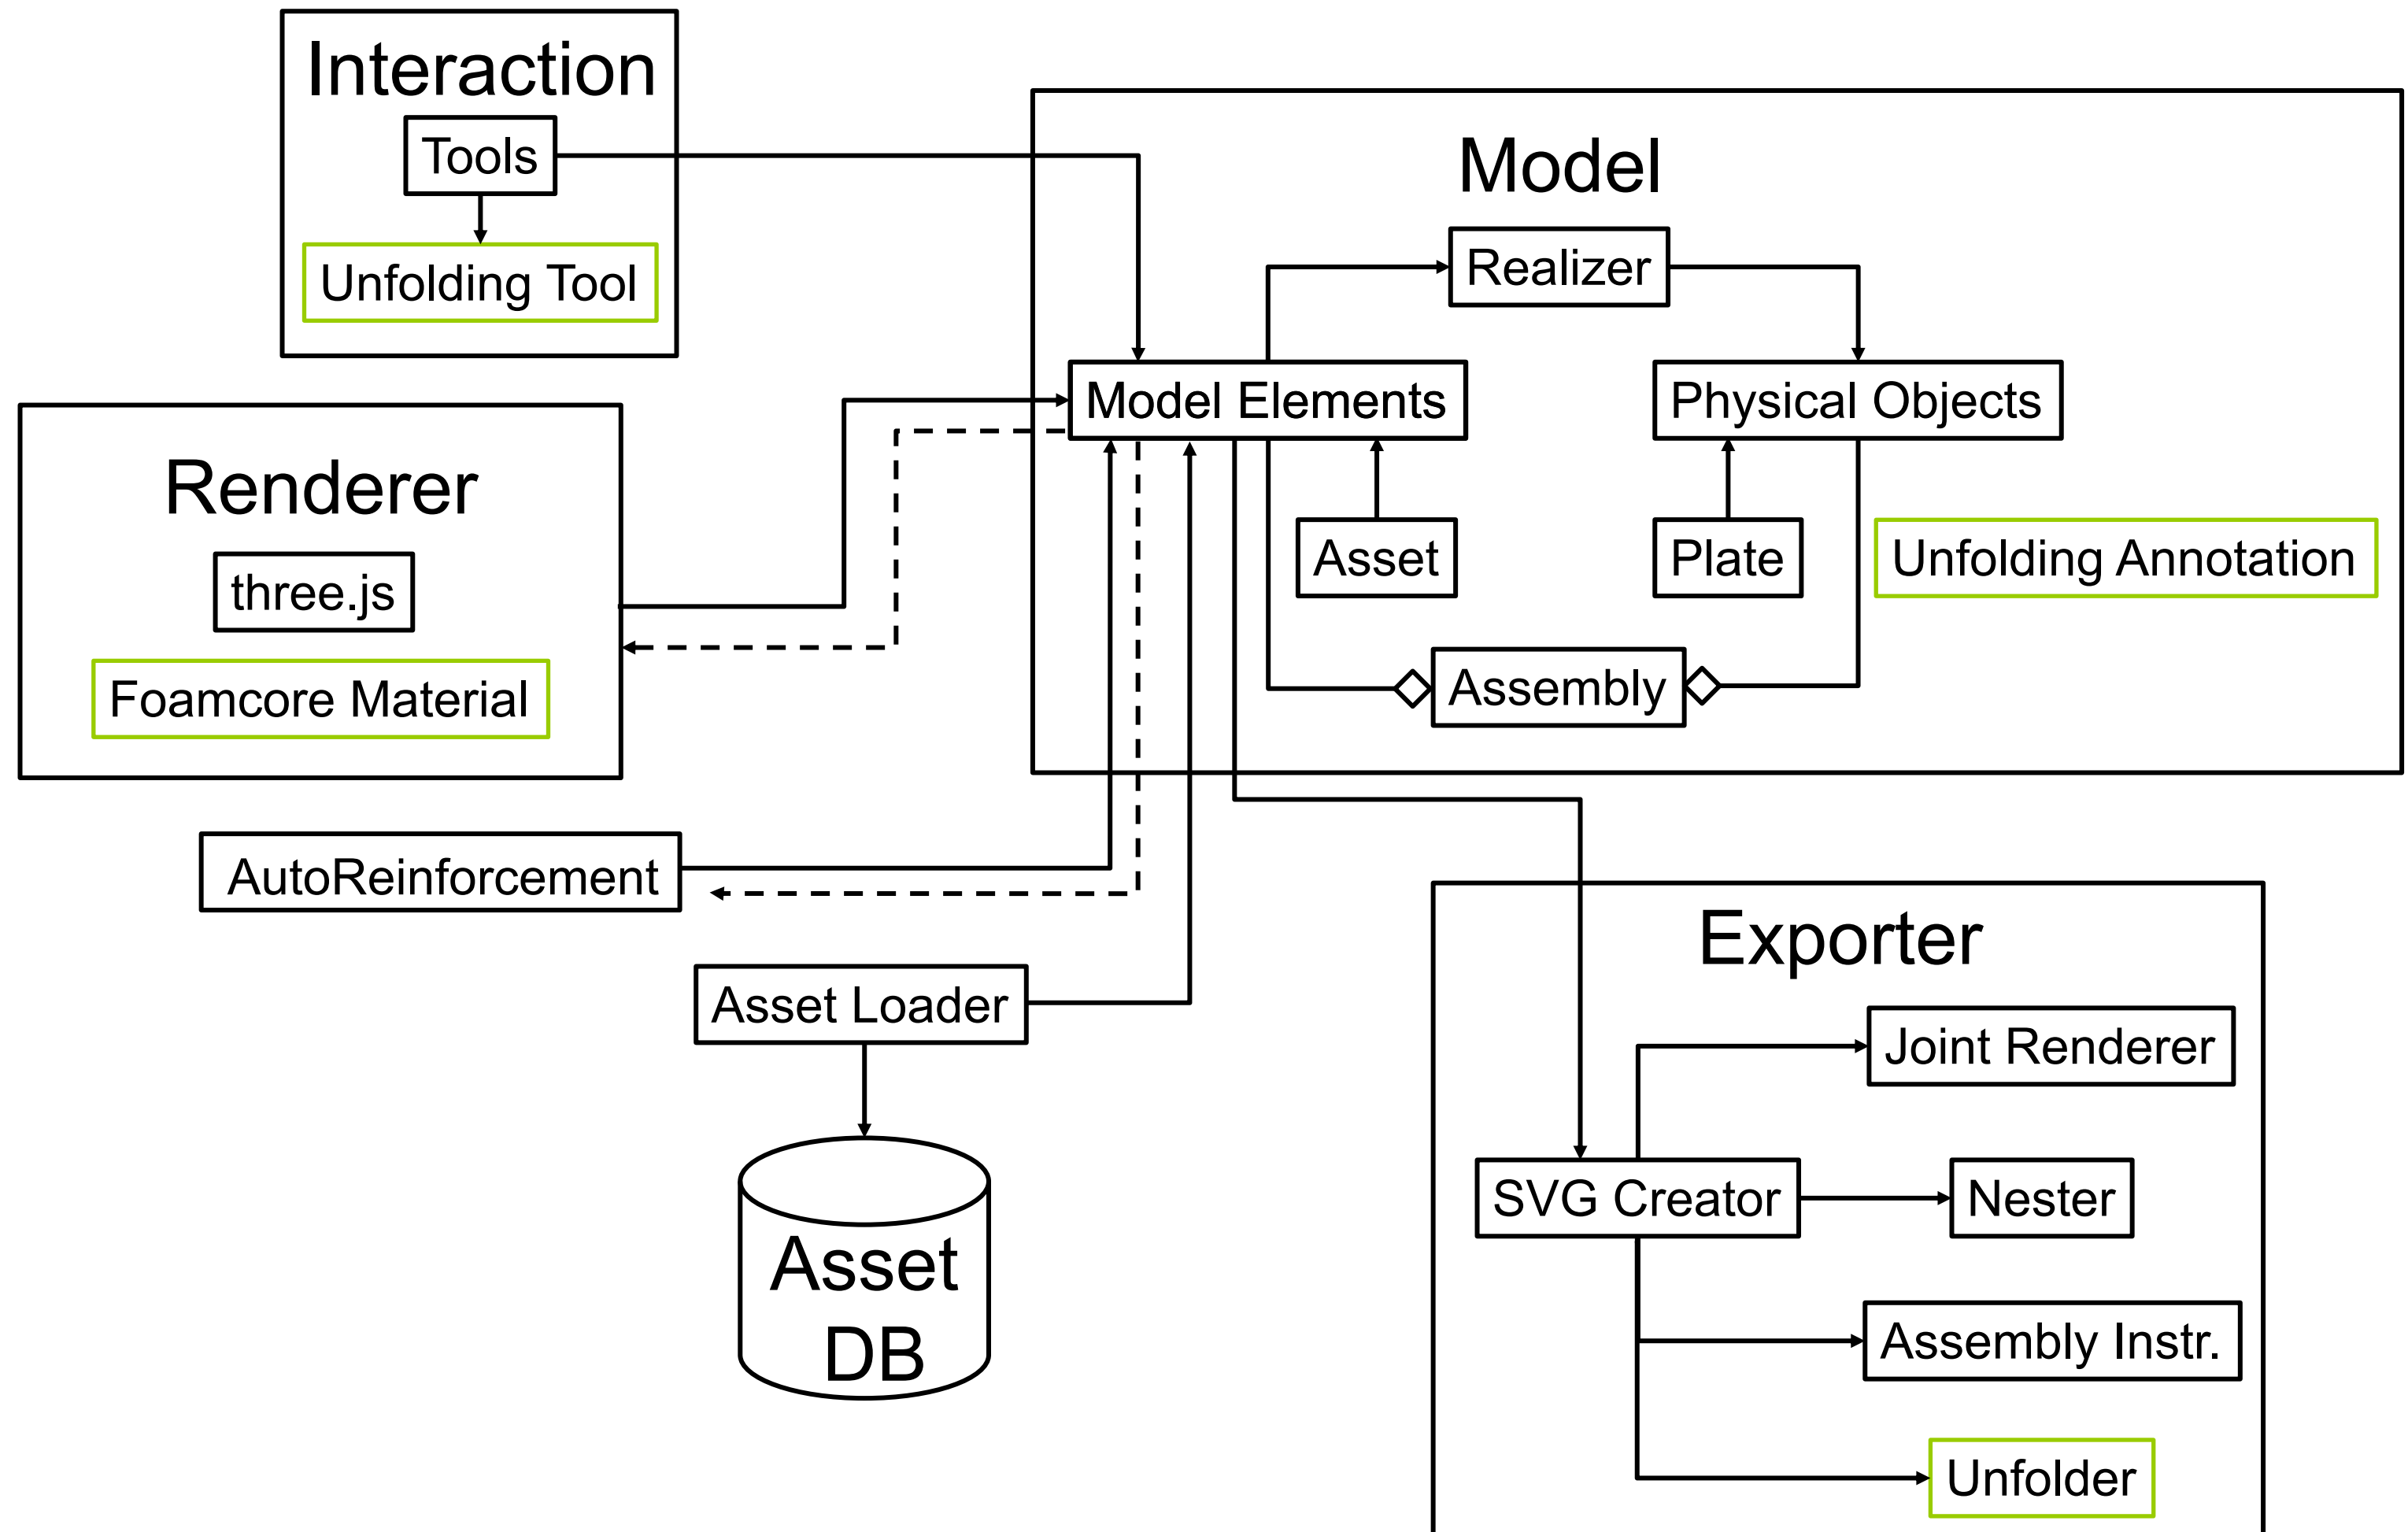 Interaction
Tools
Unfolding Tool
Model
Realizer
Model Elements
Physical Objects
Asset
Plate
Unfolding Annotation
Assembly
Renderer
three.js
Foamcore Material
AutoReinforcement
Asset Loader
Asset
DB
Exporter
Joint Renderer
SVG Creator
Nester
Assembly Instr.
Unfolder